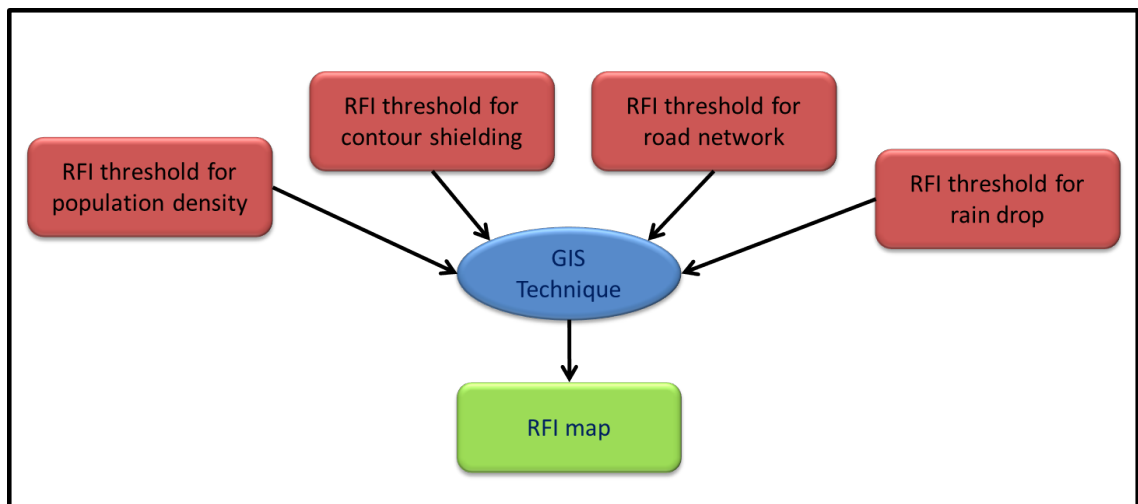 RFI threshold for
population density
RFI threshold for
contour shielding
RFI threshold for
road network
RFI threshold for
rain drop
GIS
Technique
RFI map